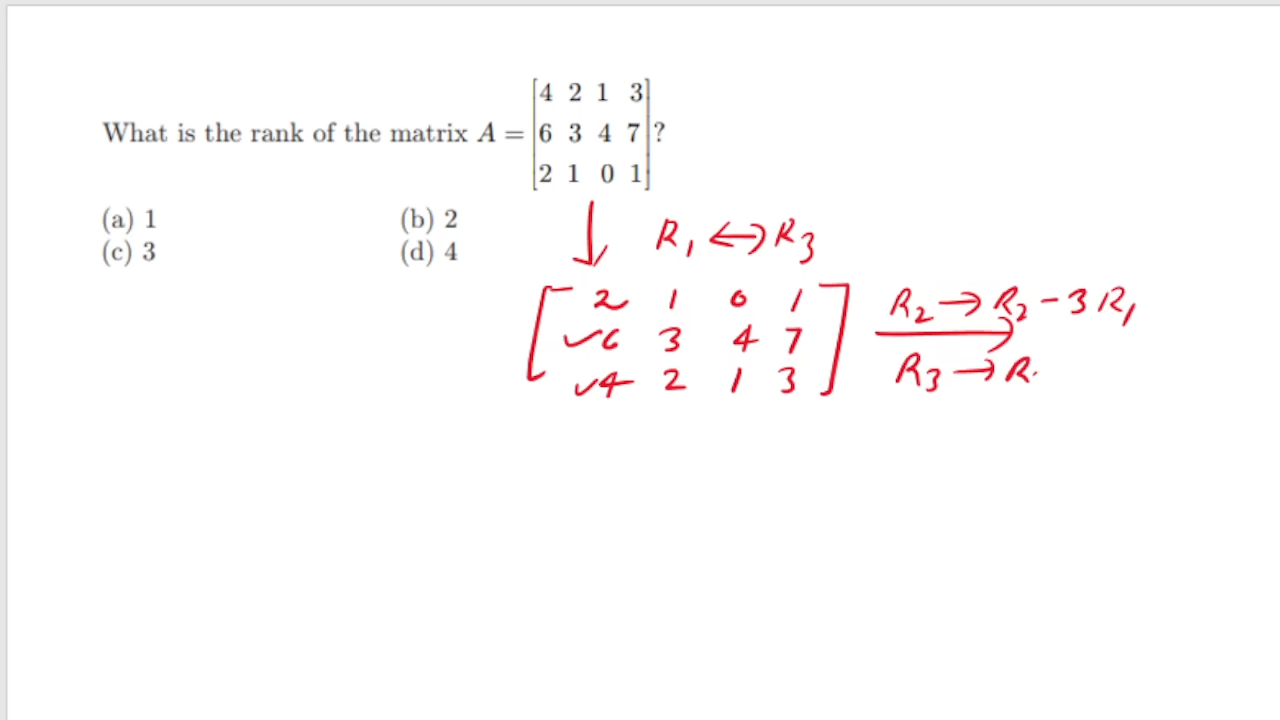 What is the rank of the matrix A = [4 2 1 3
6 3 4 7
2 1 0 1]?
(a) 1 (b) 2
(c) 3 (d) 4
R₁ ↔ R₃
[2 1 0 1
6 3 4 7
4 2 1 3]
R₂ → R₂ - 3R₁
R₃ → R